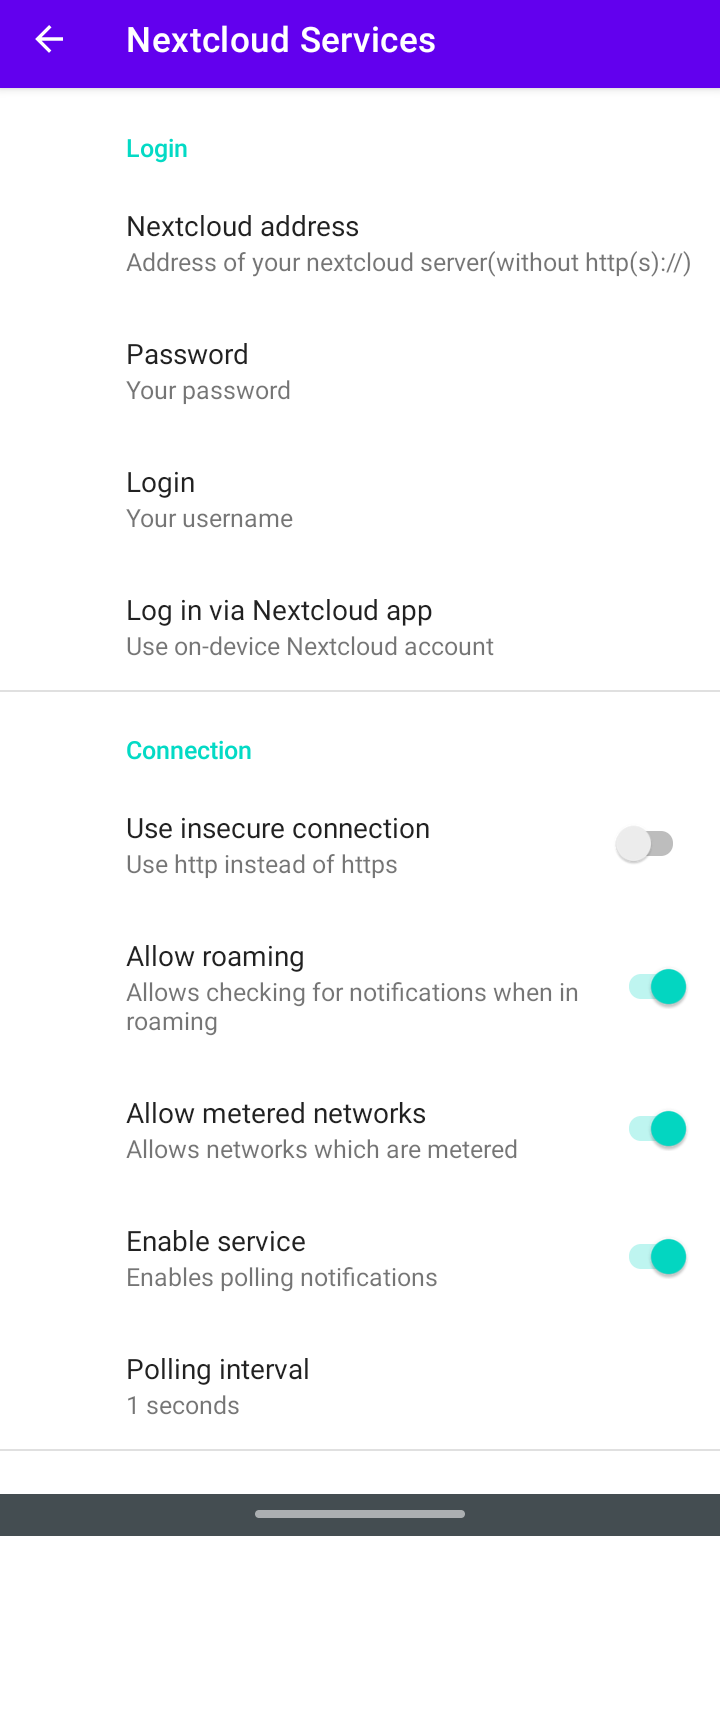 Nextcloud Services
Login
Nextcloud address
Address of your nextcloud server(without http(s)://)
Password
Your password
Login
Your username
Log in via Nextcloud app
Use on-device Nextcloud account
Connection
Use insecure connection
Use http instead of https
Allow roaming
Allows checking for notifications when in
roaming
Allow metered networks
Allows networks which are metered
Enable service
Enables polling notifications
Polling interval
1 seconds